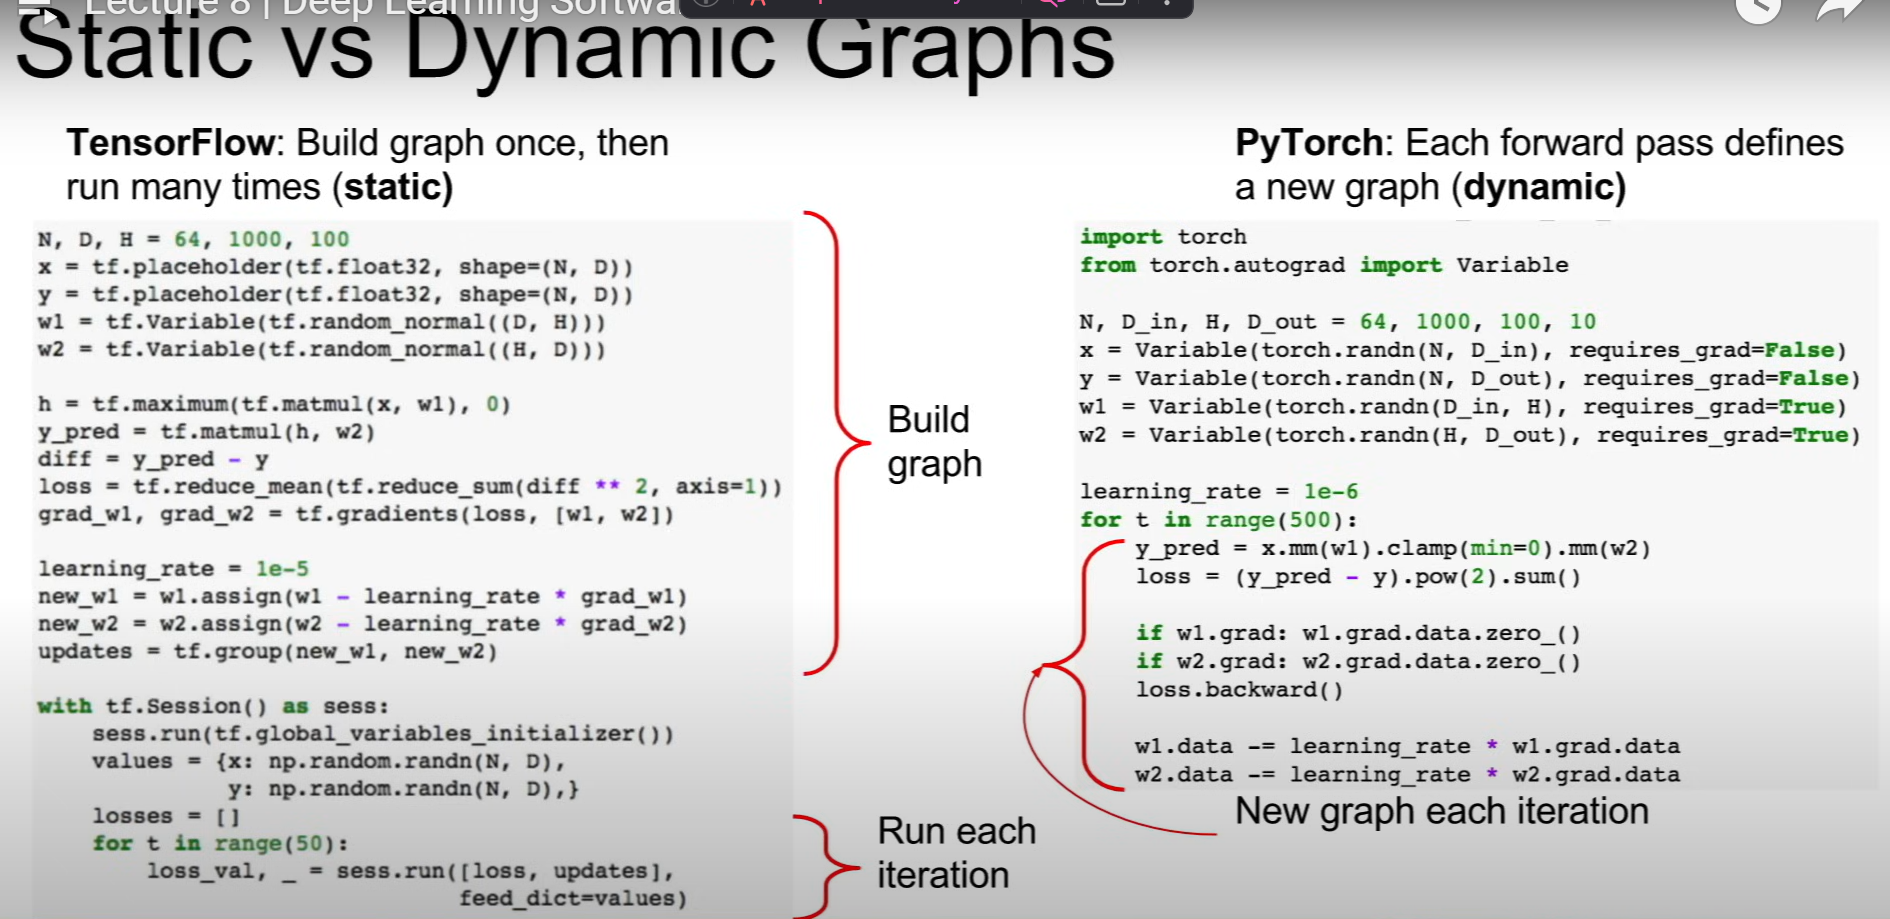 Lecture 8 | Deep Learning Softwa
Static vs Dynamic Graphs
TensorFlow: Build graph once, then
run many times (static)
N, D, H = 64, 1000, 100
x = tf.placeholder(tf.float32, shape=(N, D))
y = tf.placeholder(tf.float32, shape=(N, D))
w1 = tf.Variable(tf.random_normal((D, H)))
w2 = tf.Variable(tf.random_normal((H, D)))
h = tf.maximum(tf.matmul(x, w1), 0)
y_pred = tf.matmul(h, w2)
diff = y_pred - y
loss = tf.reduce_mean(tf.reduce_sum(diff ** 2, axis=1))
grad_w1, grad_w2 = tf.gradients(loss, [w1, w2])
learning_rate = 1e-5
new_w1 = w1.assign(w1 - learning_rate * grad_w1)
new_w2 = w2.assign(w2 - learning_rate * grad_w2)
updates = tf.group(new_w1, new_w2)
with tf.Session() as sess:
sess.run(tf.global_variables_initializer())
values = {x: np.random.randn(N, D),
y: np.random.randn(N, D),}
losses = []
for t in range(50):
loss_val, _ = sess.run([loss, updates],
feed_dict=values)
Build
graph
Run each
iteration
PyTorch: Each forward pass defines
a new graph (dynamic)
import torch
from torch.autograd import Variable
N, D_in, H, D_out = 64, 1000, 100, 10
x = Variable(torch.randn(N, D_in), requires_grad=False)
y = Variable(torch.randn(N, D_out), requires_grad=False)
w1 = Variable(torch.randn(D_in, H), requires_grad=True)
w2 = Variable(torch.randn(H, D_out), requires_grad=True)
learning_rate = 1e-6
for t in range(500):
y_pred = x.mm(w1).clamp(min=0).mm(w2)
loss = (y_pred - y).pow(2).sum()
if w1.grad: w1.grad.data.zero_()
if w2.grad: w2.grad.data.zero_()
loss.backward()
w1.data -= learning_rate * w1.grad.data
w2.data -= learning_rate * w2.grad.data
New graph each iteration